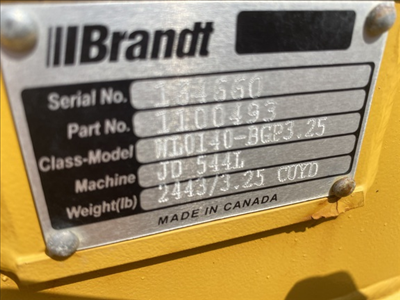 Brandt
Serial No. 134660
Part No. 1100493
Class-Model WL0140-BGP3.25
Machine JD 544L
Weight(lb) 2443/3.25 CUYD
MADE IN CANADA